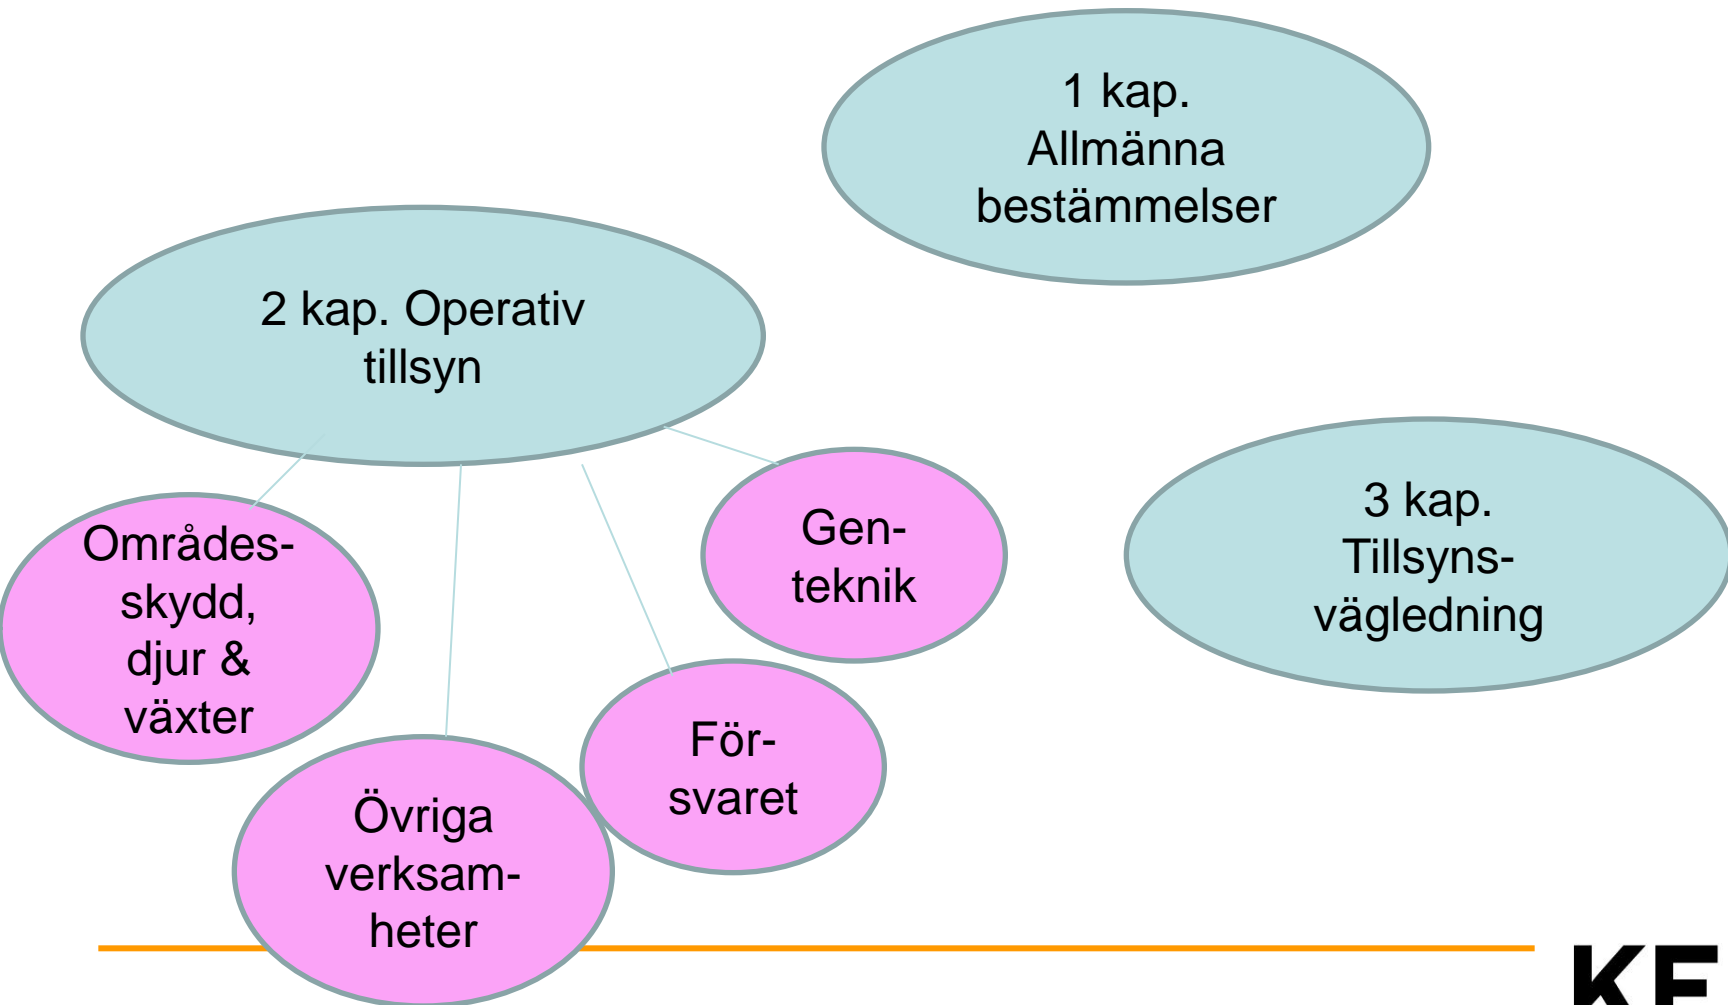 1 kap.
Allmänna
bestämmelser
2 kap. Operativ
tillsyn
3 kap.
Tillsyns-
vägledning
Områdes-
skydd,
djur &
växter
Övriga
verksam-
heter
För-
svaret
Gen-
teknik